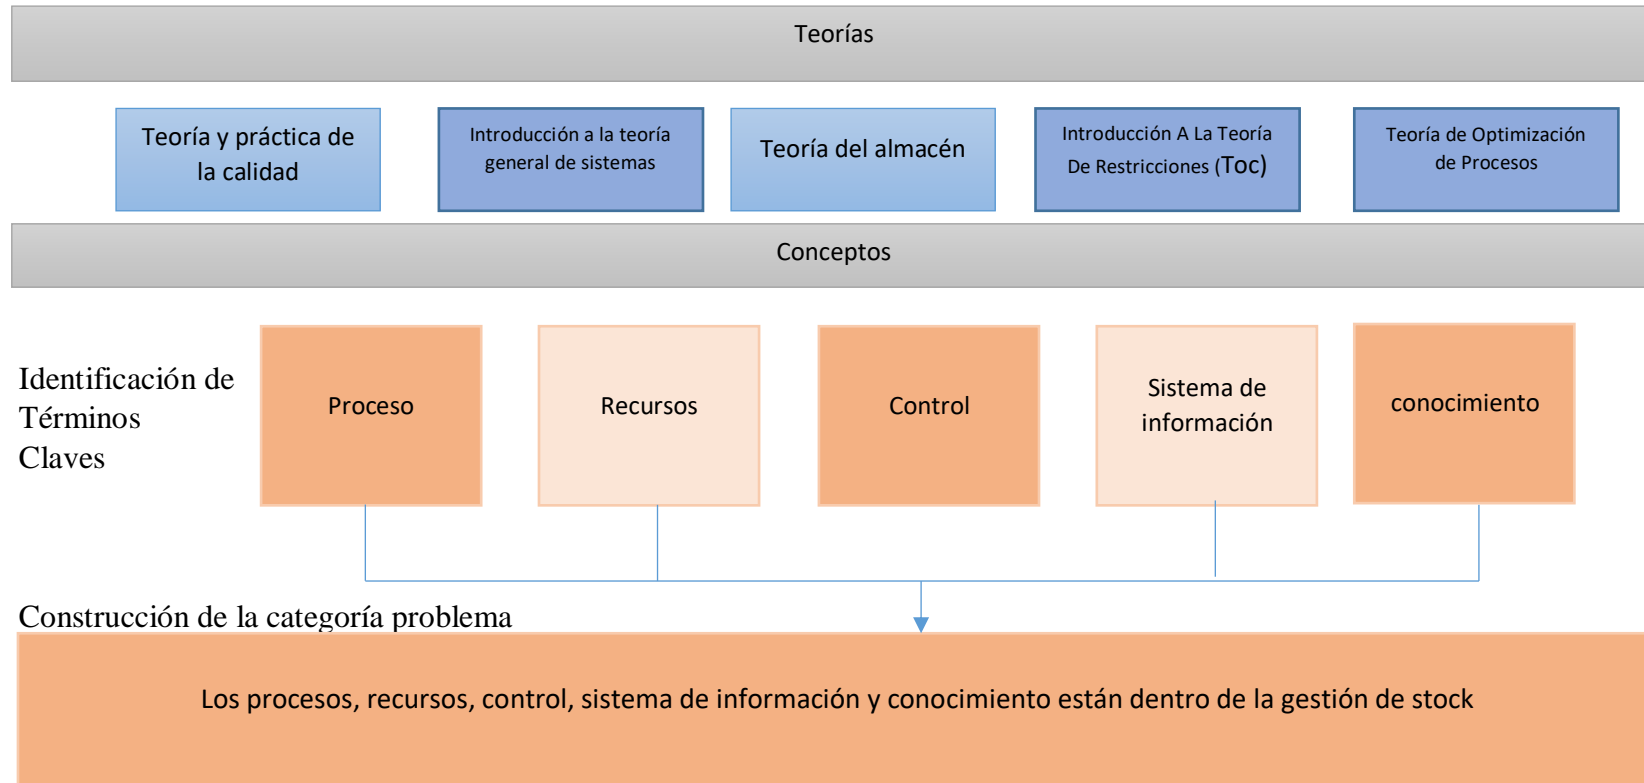 Teorías
Teoría y práctica de
la calidad
Introducción a la teoría
general de sistemas
Teoría del almacén
Introducción A La Teoría
De Restricciones (Toc)
Teoría de Optimización
de Procesos
Conceptos
Identificación de
Términos
Claves
Proceso
Recursos
Control
Sistema de
información
conocimiento
Construcción de la categoría problema
Los procesos, recursos, control, sistema de información y conocimiento están dentro de la gestión de stock